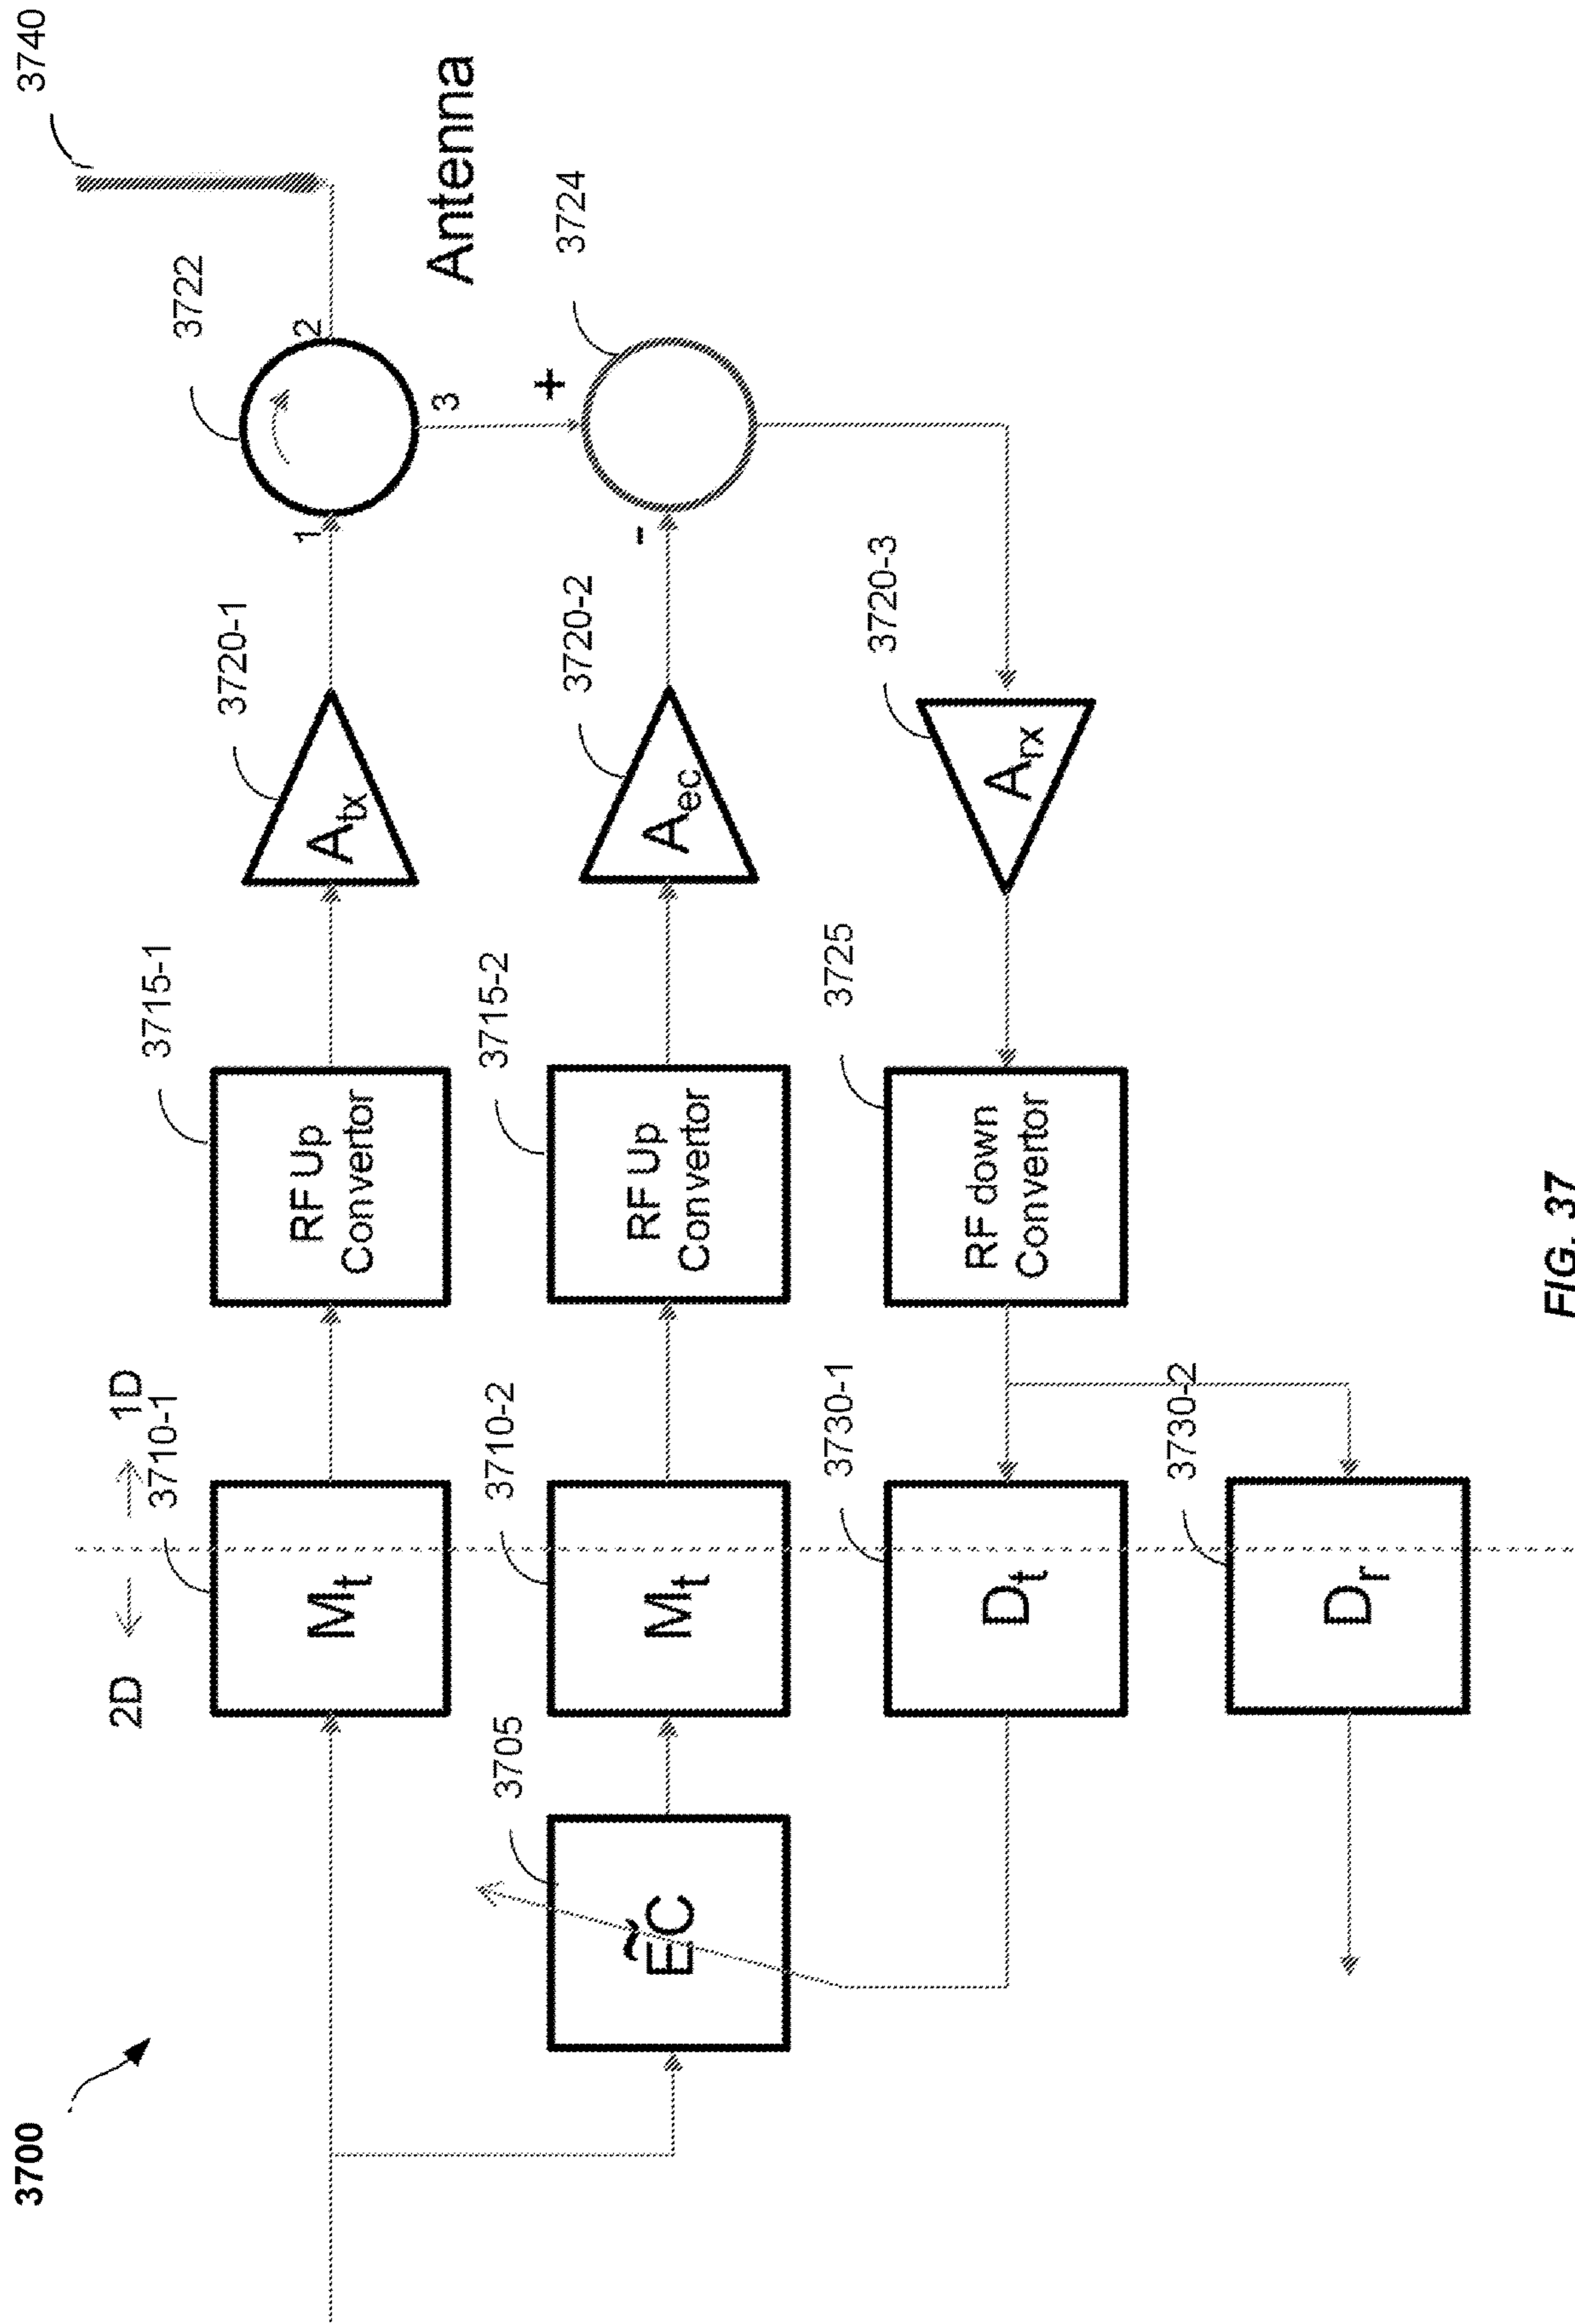 3700
2D
1D
3710-1
Mt
3715-1
RF Up
Convertor
3720-1
Atx
3722
1
2
3
3740
Antenna
3705
ẼC
3710-2
Mt
3715-2
RF Up
Convertor
3720-2
Aec
-
+
3724
3730-1
Dt
3725
RF down
Convertor
3720-3
Arx
3730-2
Dr
FIG. 37